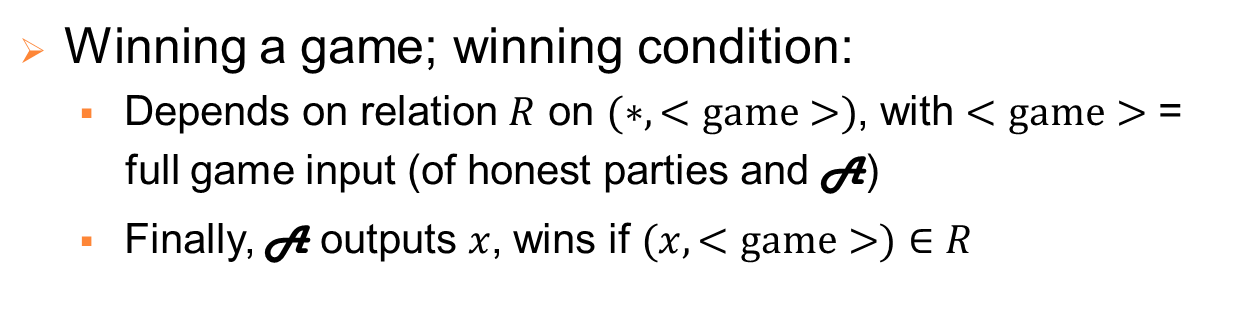 Winning a game; winning condition:
Depends on relation R on (∗, < game >), with < game > =
full game input (of honest parties and 𝓐)
Finally, 𝓐 outputs x, wins if (x, < game >) ∈ R